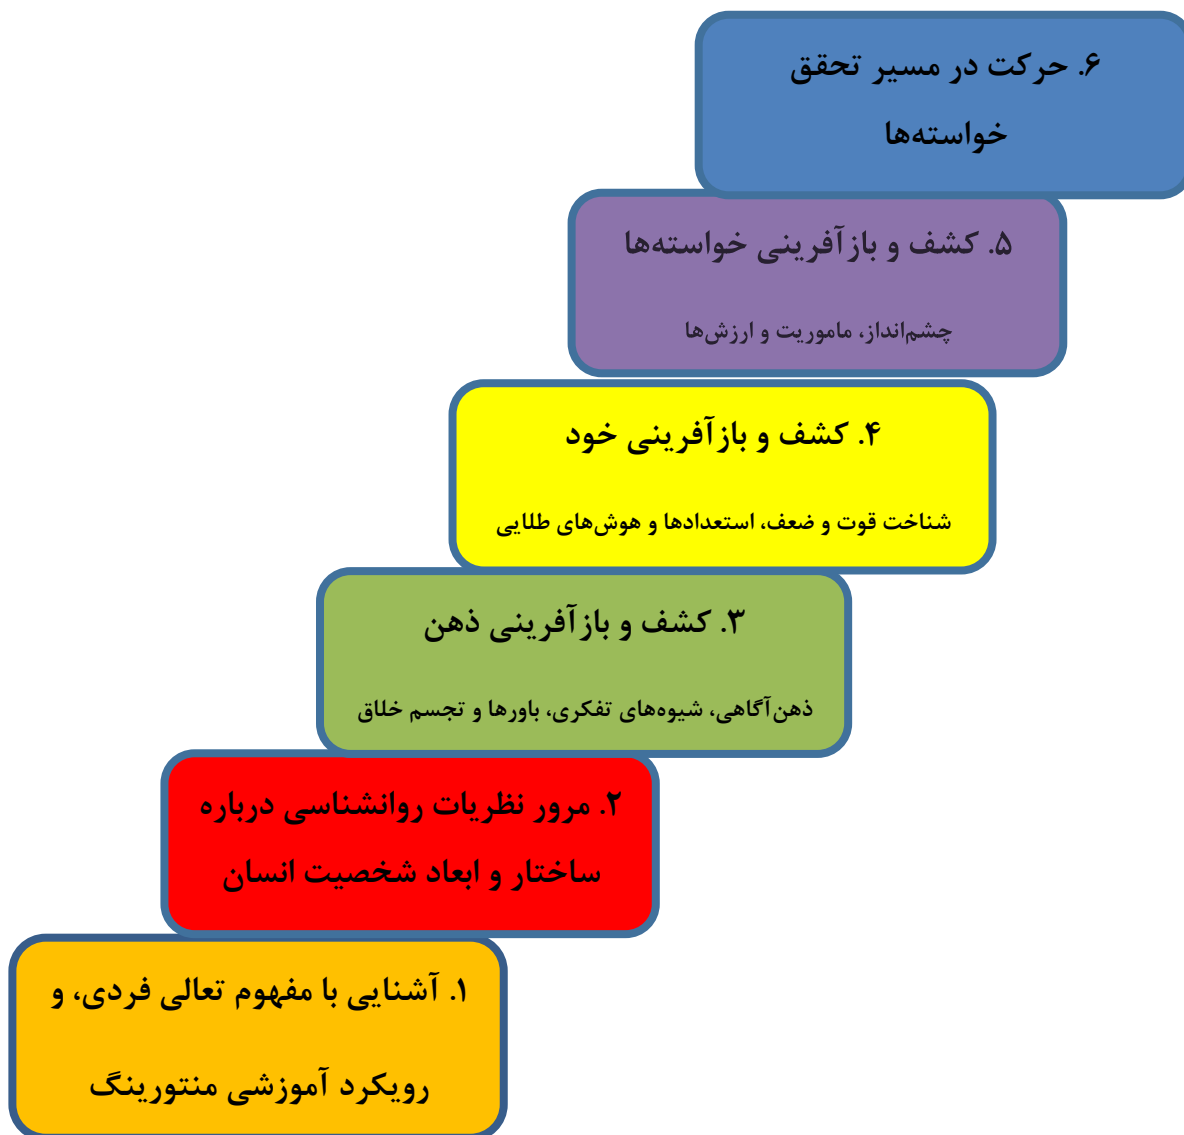 ۶. حرکت در مسیر تحقق
خواسته‌ها
۵. کشف و بازآفرینی خواسته‌ها
چشم‌انداز، ماموریت و ارزش‌ها
۴. کشف و بازآفرینی خود
شناخت قوت و ضعف، استعدادها و هوش‌های طلایی
۳. کشف و بازآفرینی ذهن
ذهن‌آگاهی، شیوه‌های تفکری، باورها و تجسم خلاق
۲. مرور نظریات روانشناسی درباره
ساختار و ابعاد شخصیت انسان
۱. آشنایی با مفهوم تعالی فردی، و
رویکرد آموزشی منتورینگ